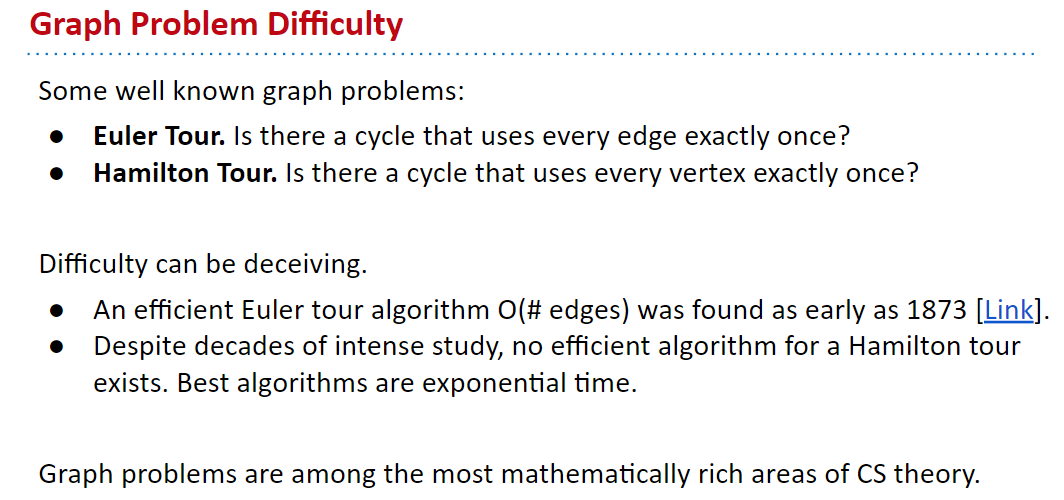 Graph Problem Difficulty
Some well known graph problems:
● Euler Tour. Is there a cycle that uses every edge exactly once?
● Hamilton Tour. Is there a cycle that uses every vertex exactly once?
Difficulty can be deceiving.
● An efficient Euler tour algorithm O(# edges) was found as early as 1873 [Link].
● Despite decades of intense study, no efficient algorithm for a Hamilton tour
exists. Best algorithms are exponential time.
Graph problems are among the most mathematically rich areas of CS theory.